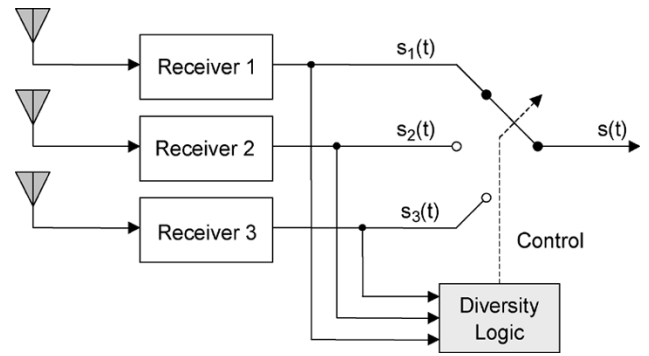 Receiver 1
s₁(t)
Receiver 2
s₂(t)
s(t)
Receiver 3
s₃(t)
Control
Diversity
Logic